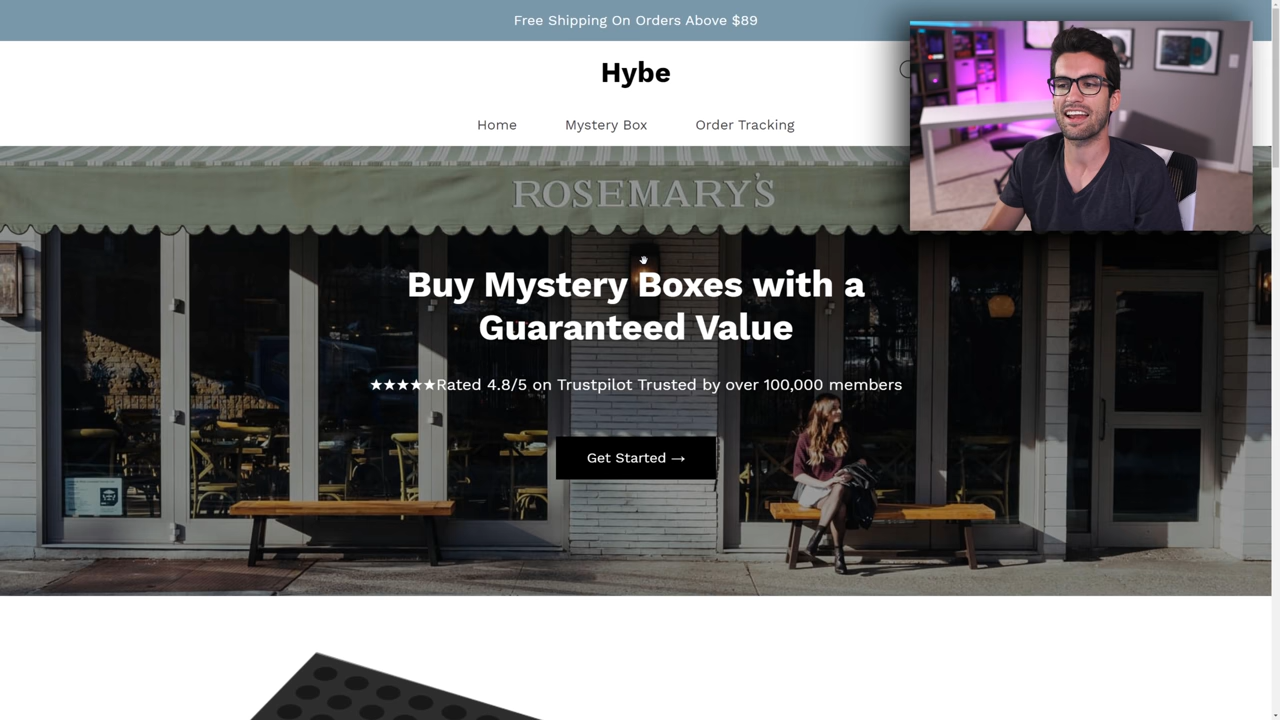 Free Shipping On Orders Above $89
Hybe
Home Mystery Box Order Tracking
ROSEMARY'S
Buy Mystery Boxes with a
Guaranteed Value
★★★★★Rated 4.8/5 on Trustpilot Trusted by over 100,000 members
Get Started →